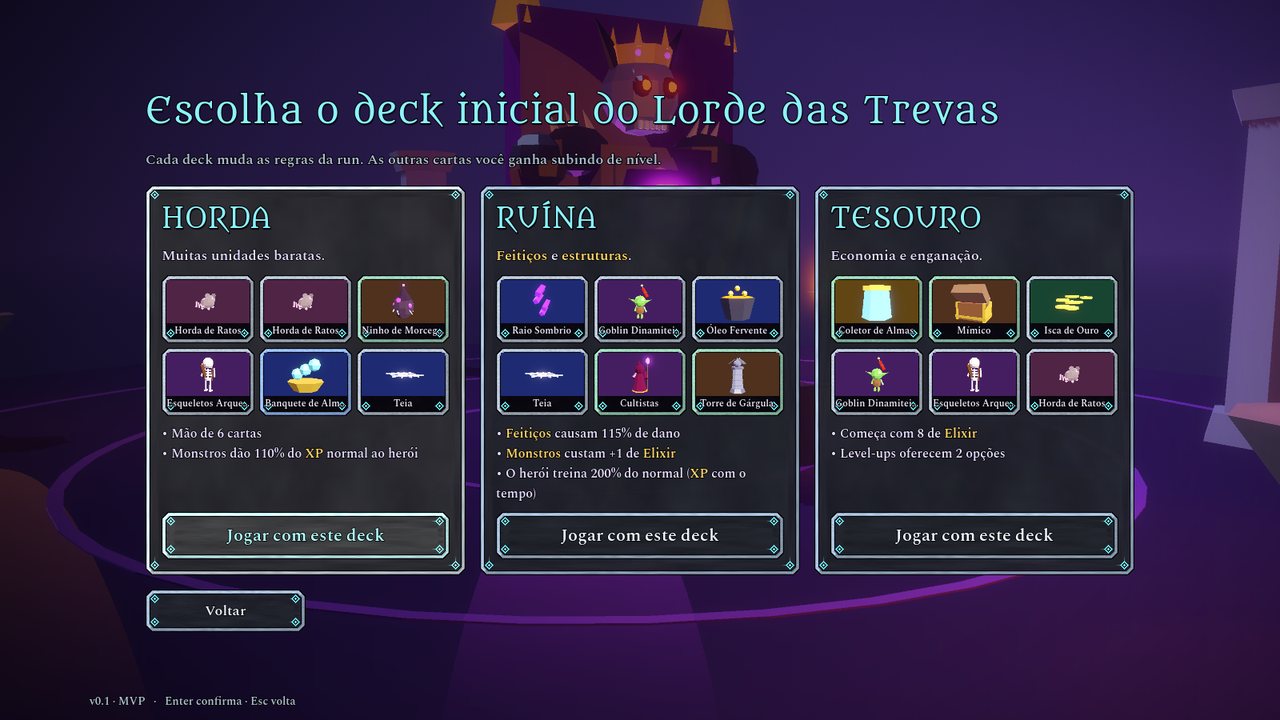 Escolha o deck inicial do Lorde das Trevas
Cada deck muda as regras da run. As outras cartas você ganha subindo de nível.
HORDA
Muitas unidades baratas.
Horda de Ratos
Horda de Ratos
Ninho de Morceg
Esqueletos Arque
Banquete de Alm
Teia
• Mão de 6 cartas
• Monstros dão 110% do XP normal ao herói
Jogar com este deck
RUÍNA
Feitiços e estruturas.
Raio Sombrio
Goblin Dinamitei
Óleo Fervente
Teia
Cultistas
Torre de Gárgula
• Feitiços causam 115% de dano
• Monstros custam +1 de Elixir
• O herói treina 200% do normal (XP com o
tempo)
Jogar com este deck
TESOURO
Economia e enganação.
Coletor de Almas
Mímico
Isca de Ouro
Goblin Dinamitei
Esqueletos Arque
Horda de Ratos
• Começa com 8 de Elixir
• Level-ups oferecem 2 opções
Jogar com este deck
Voltar
v0.1 · MVP · Enter confirma · Esc volta